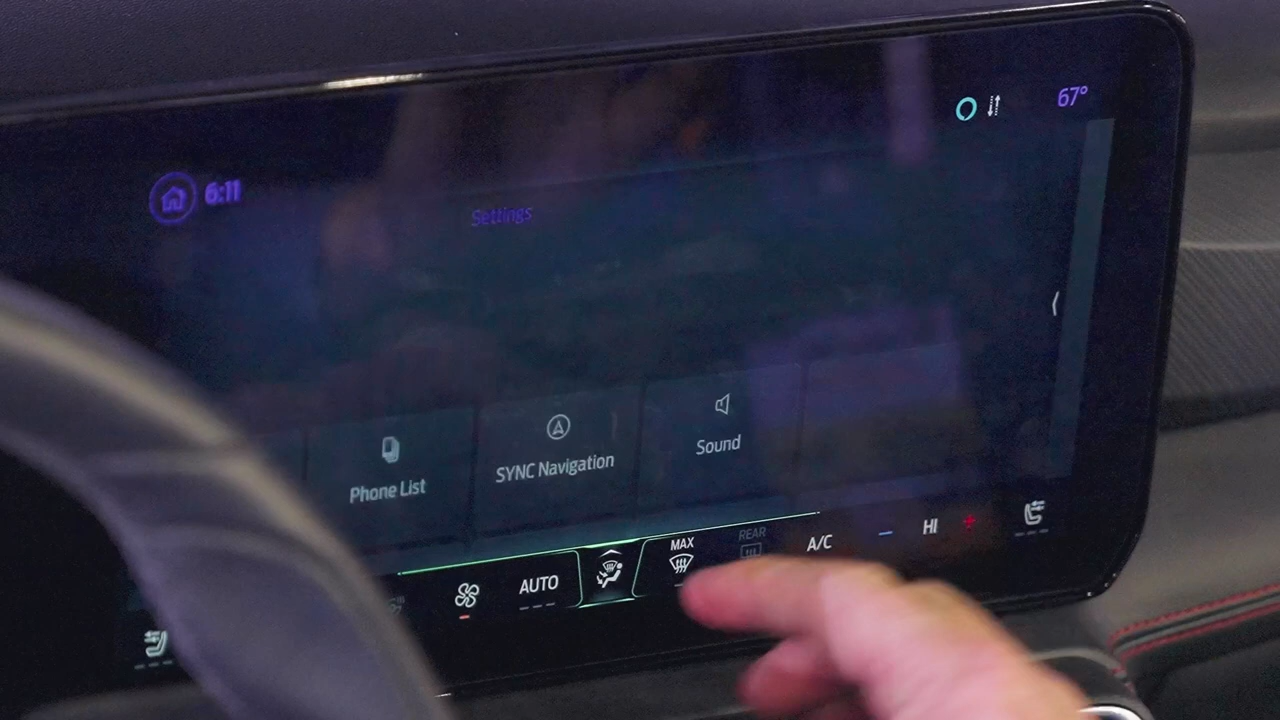 67°
6:11
Settings
Phone List
SYNC Navigation
Sound
AUTO
MAX
REAR
A/C
HI